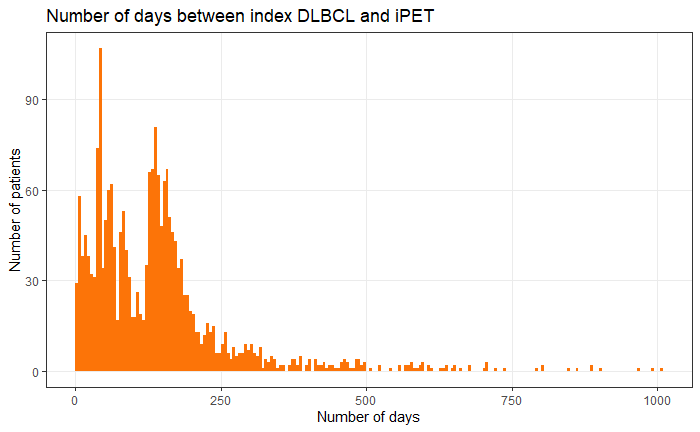 Number of days between index DLBCL and iPET
Number of patients
90
60
30
0
0 250 500 750 1000
Number of days